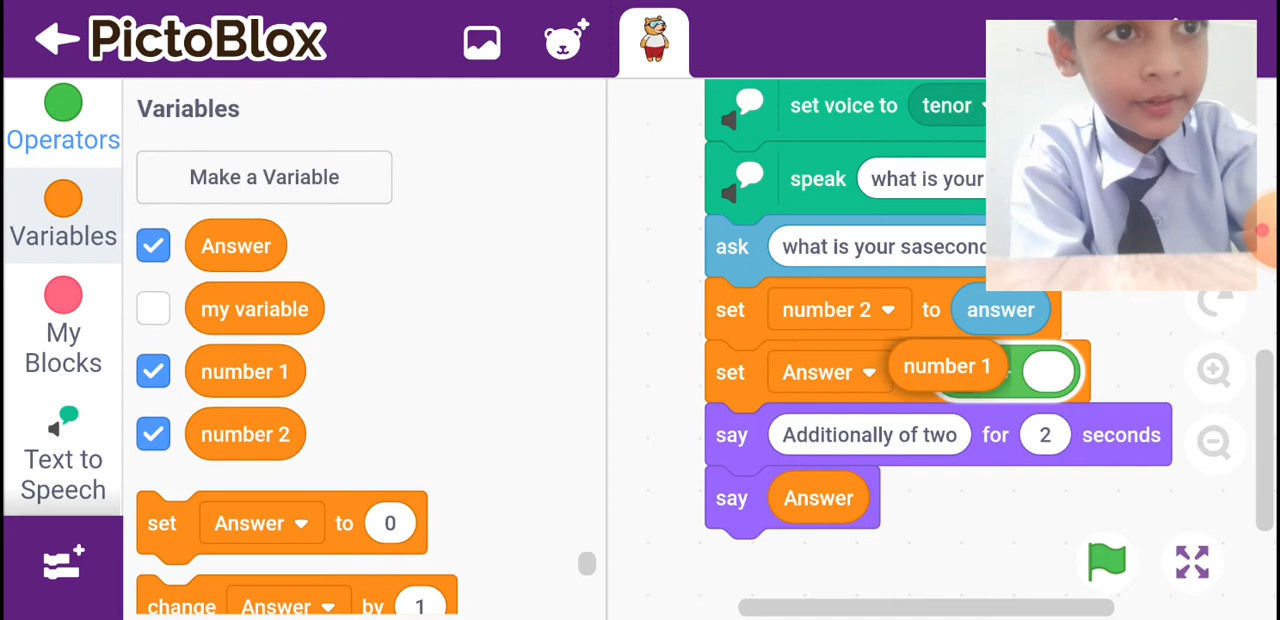 PictoBlox
Operators
Variables
My
Blocks
Text to
Speech
Variables
Make a Variable
Answer
my variable
number 1
number 2
set Answer to 0
change Answer by 1
set voice to tenor
speak what is your
ask what is your saseconc
set number 2 to answer
set Answer number 1
say Additionally of two for 2 seconds
say Answer